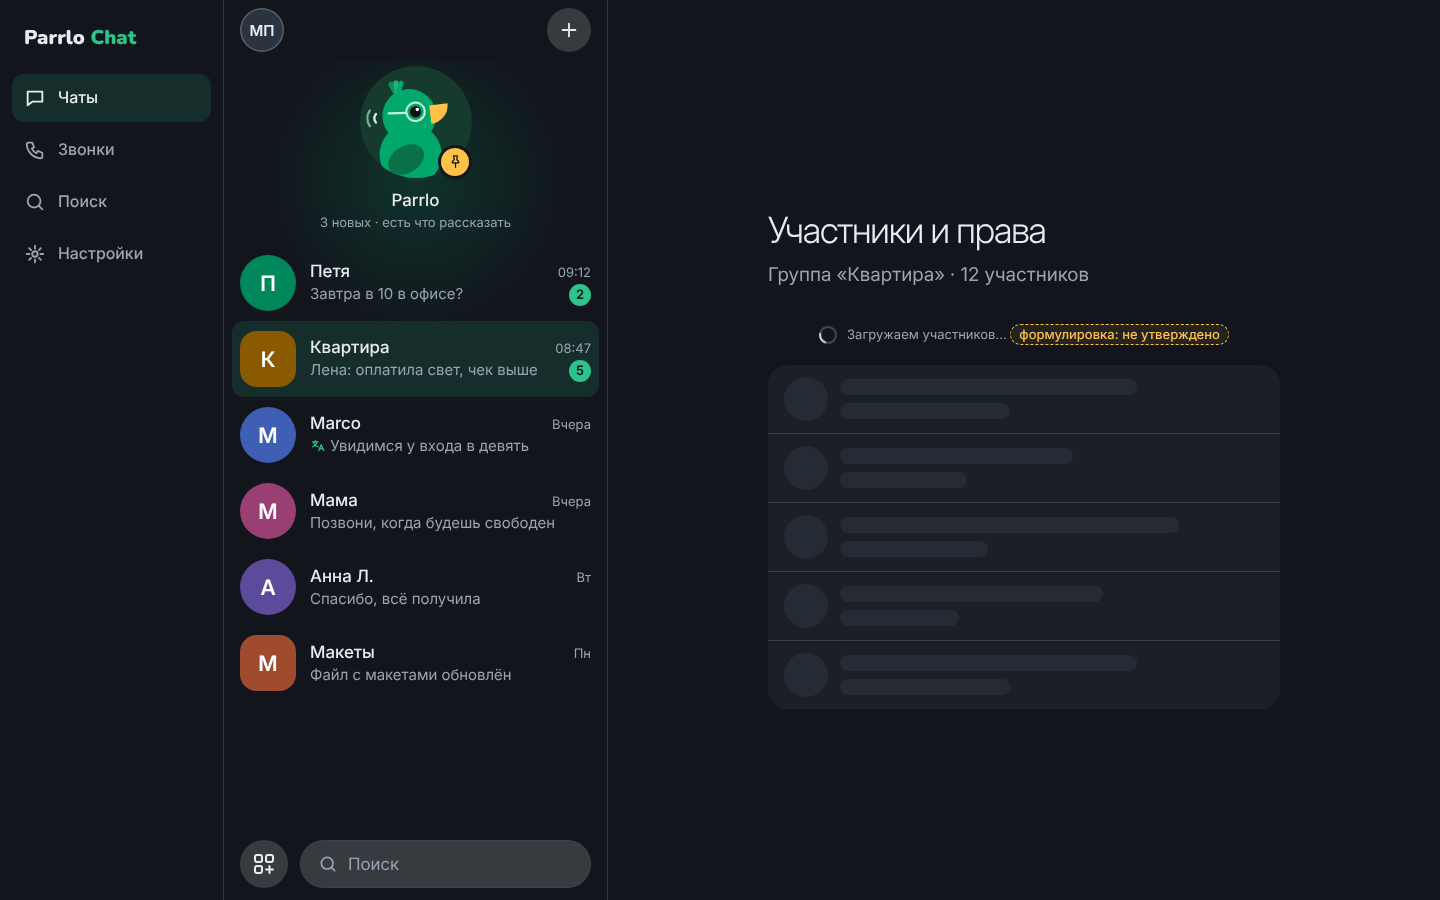 Parrlo Chat
Чаты
Звонки
Поиск
Настройки
МП
Parrlo
3 новых · есть что рассказать
П
Петя
09:12
Завтра в 10 в офисе?
2
К
Квартира
08:47
Лена: оплатила свет, чек выше
5
M
Marco
Вчера
Увидимся у входа в девять
М
Мама
Вчера
Позвони, когда будешь свободен
А
Анна Л.
Вт
Спасибо, всё получила
М
Макеты
Пн
Файл с макетами обновлён
Поиск
Участники и права
Группа «Квартира» · 12 участников
Загружаем участников… формулировка: не утверждено